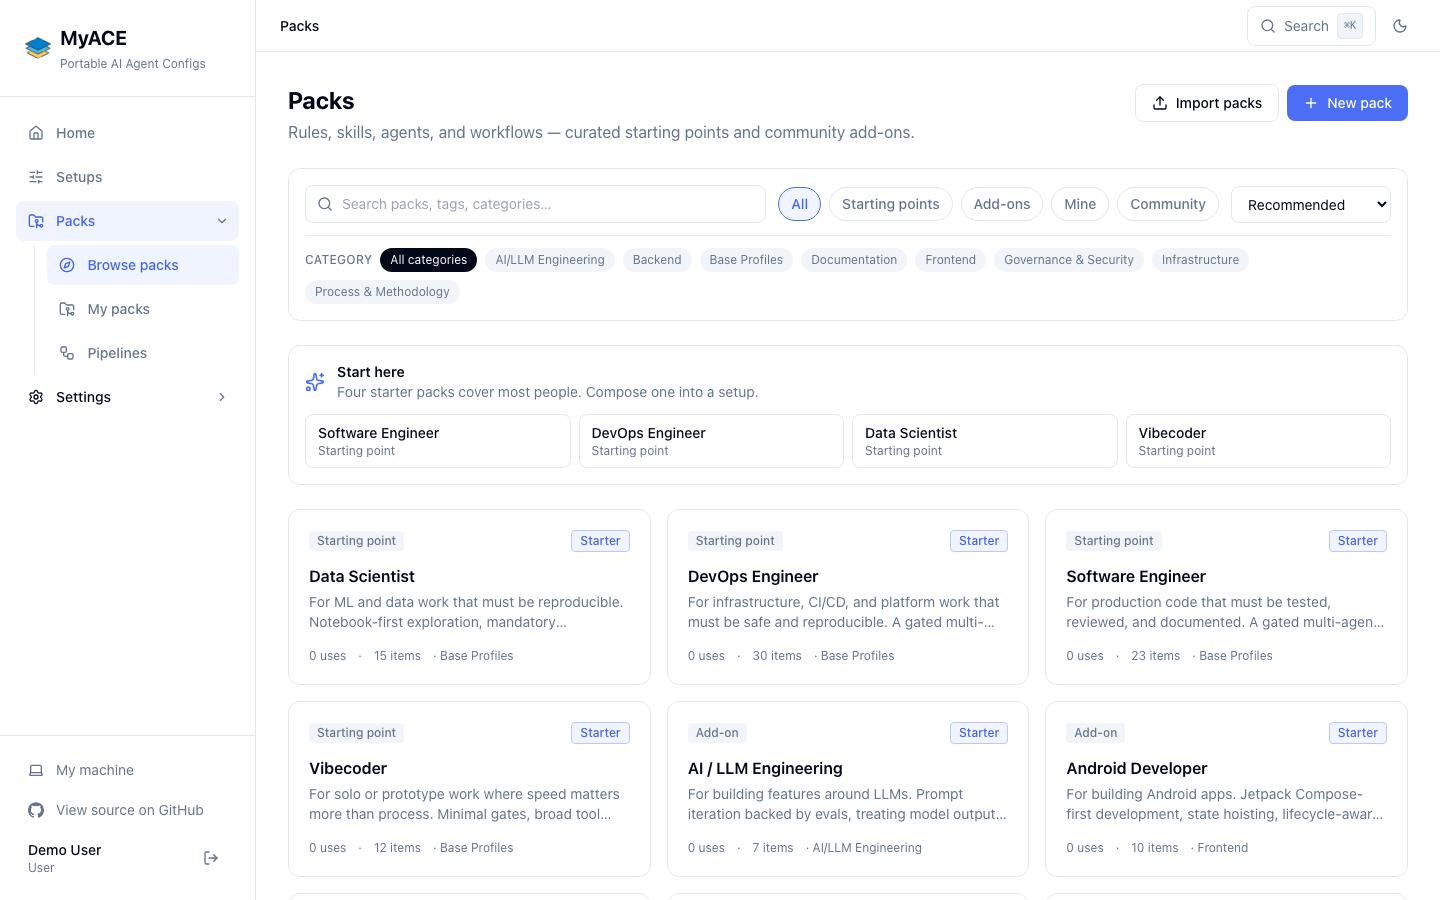 MyACE
Portable AI Agent Configs
Home
Setups
Packs
Browse packs
My packs
Pipelines
Settings
My machine
View source on GitHub
Demo User
User
Packs
Search ⌘K
Packs
Rules, skills, agents, and workflows — curated starting points and community add-ons.
Import packs
New pack
Search packs, tags, categories...
All
Starting points
Add-ons
Mine
Community
Recommended
CATEGORY
All categories
AI/LLM Engineering
Backend
Base Profiles
Documentation
Frontend
Governance & Security
Infrastructure
Process & Methodology
Start here
Four starter packs cover most people. Compose one into a setup.
Software Engineer
Starting point
DevOps Engineer
Starting point
Data Scientist
Starting point
Vibecoder
Starting point
Starting point Starter
Data Scientist
For ML and data work that must be reproducible.
Notebook-first exploration, mandatory...
0 uses · 15 items · Base Profiles
Starting point Starter
DevOps Engineer
For infrastructure, CI/CD, and platform work that
must be safe and reproducible. A gated multi-...
0 uses · 30 items · Base Profiles
Starting point Starter
Software Engineer
For production code that must be tested,
reviewed, and documented. A gated multi-agen...
0 uses · 23 items · Base Profiles
Starting point Starter
Vibecoder
For solo or prototype work where speed matters
more than process. Minimal gates, broad tool...
0 uses · 12 items · Base Profiles
Add-on Starter
AI / LLM Engineering
For building features around LLMs. Prompt
iteration backed by evals, treating model output...
0 uses · 7 items · AI/LLM Engineering
Add-on Starter
Android Developer
For building Android apps. Jetpack Compose-
first development, state hoisting, lifecycle-awar...
0 uses · 10 items · Frontend